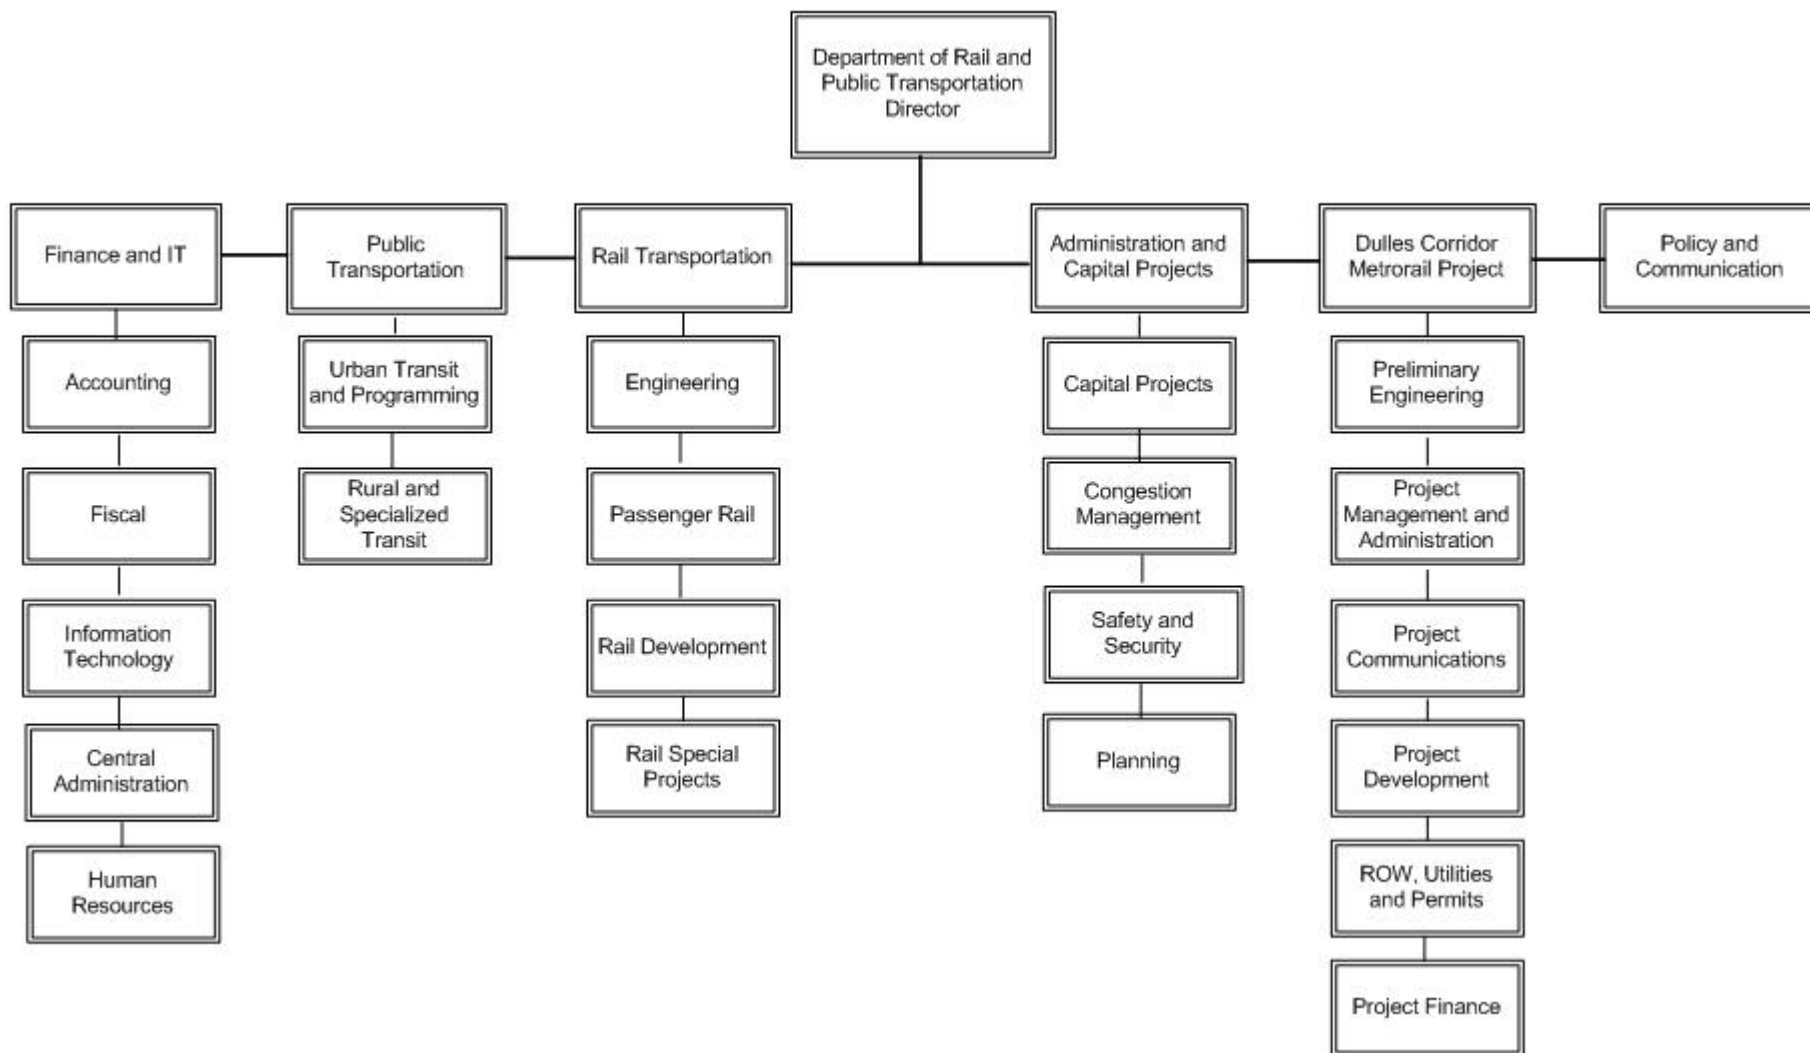 Department of Rail and
Public Transportation
Director
Finance and IT
Public
Transportation
Rail Transportation
Administration and
Capital Projects
Dulles Corridor
Metrorail Project
Policy and
Communication
Accounting
Fiscal
Information
Technology
Central
Administration
Human
Resources
Urban Transit
and Programming
Rural and
Specialized
Transit
Engineering
Passenger Rail
Rail Development
Rail Special
Projects
Capital Projects
Congestion
Management
Safety and
Security
Planning
Preliminary
Engineering
Project
Management and
Administration
Project
Communications
Project
Development
ROW, Utilities
and Permits
Project Finance